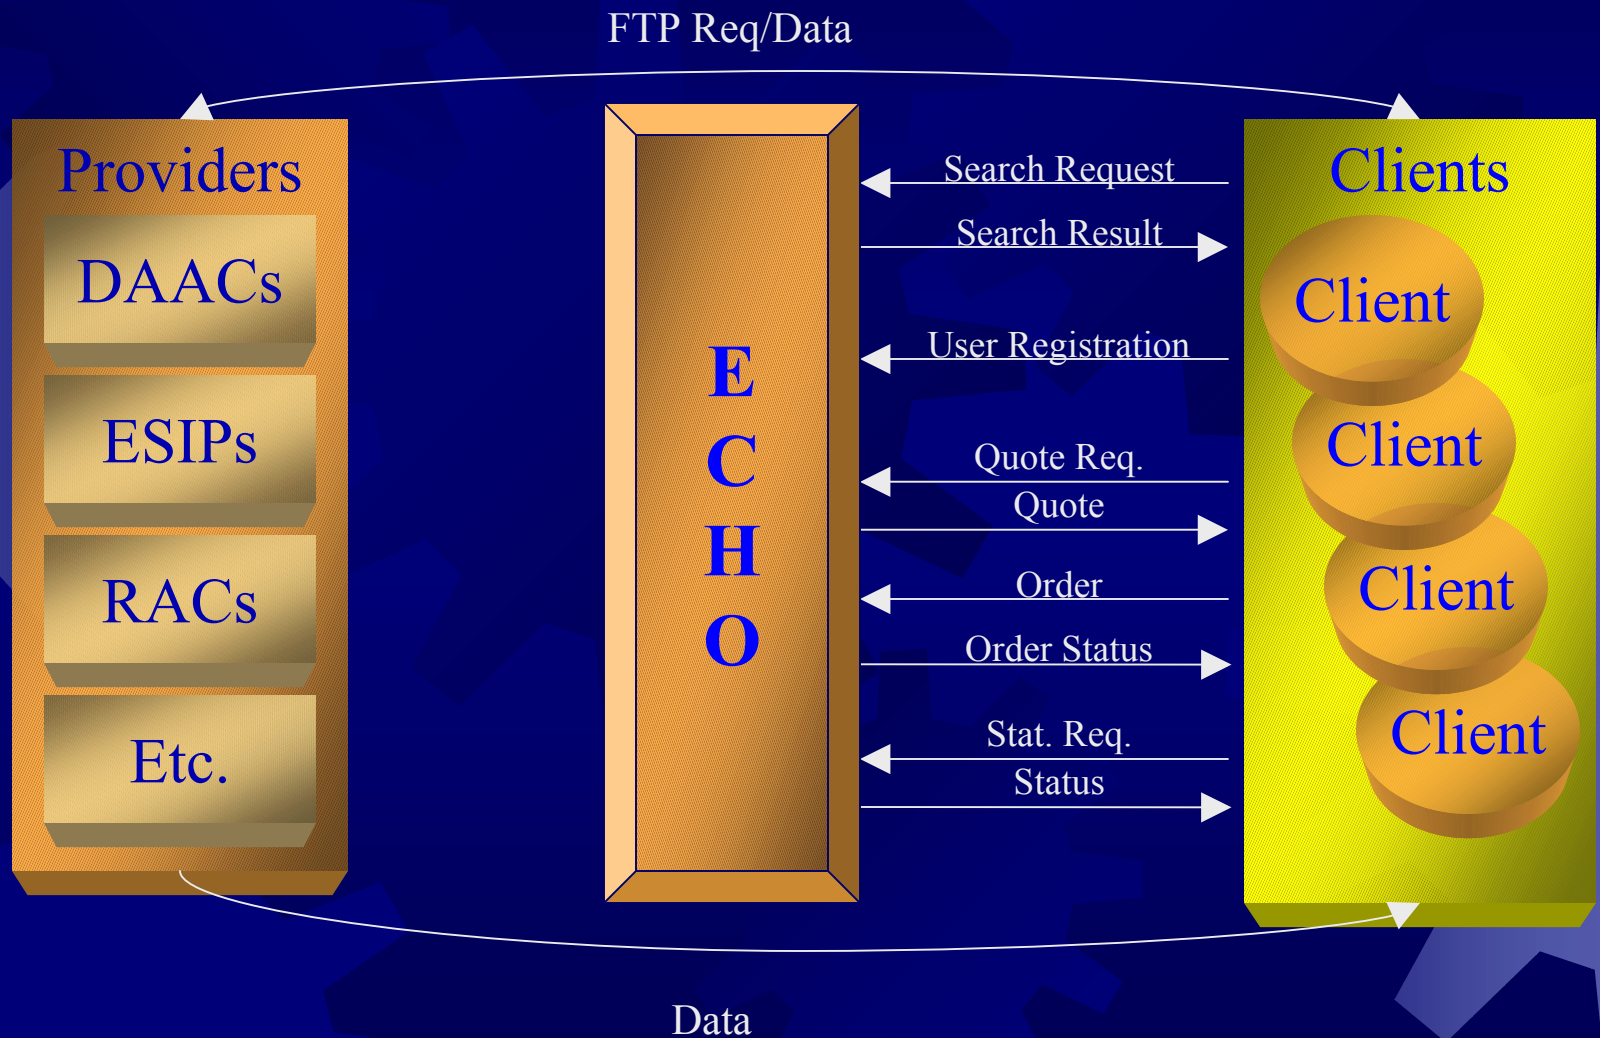 FTP Req/Data
Providers
DAACs
ESIPs
RACs
Etc.
E
C
H
O
Search Request
Search Result
User Registration
Quote Req.
Quote
Order
Order Status
Stat. Req.
Status
Clients
Client
Client
Client
Client
Data